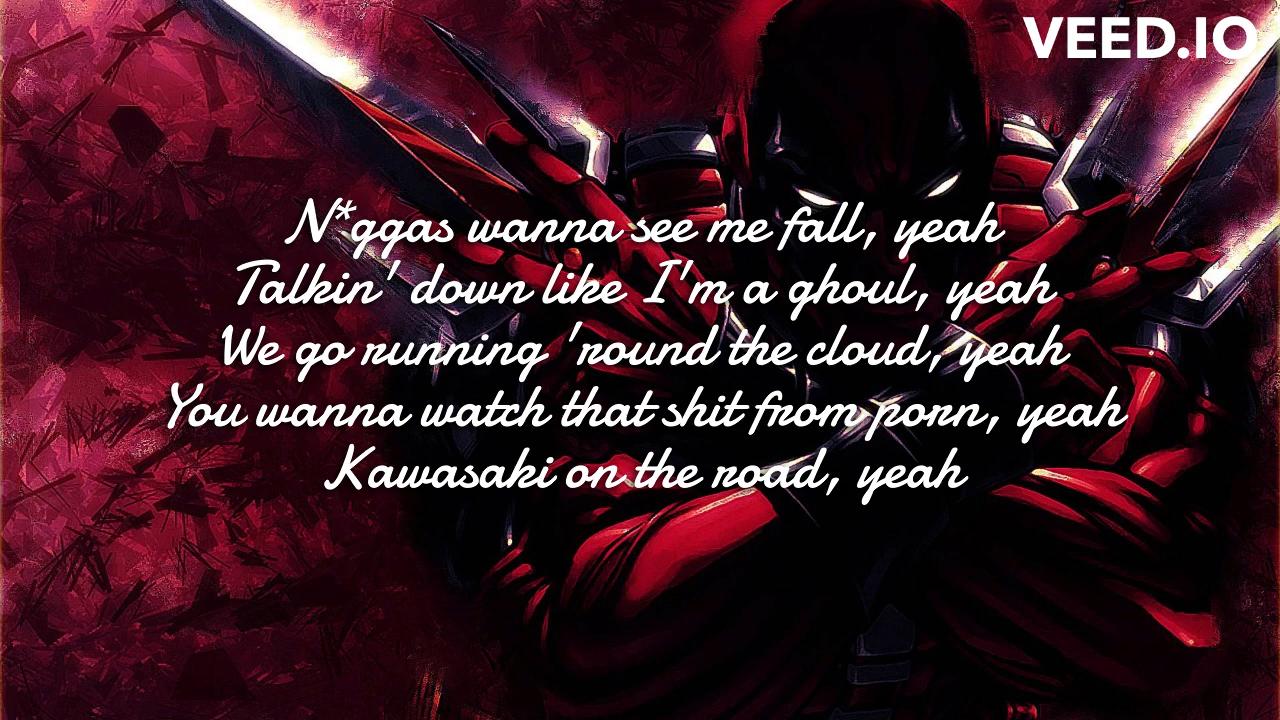 VEED.IO
N*ggas wanna see me fall, yeah
Talkin' down like I'm a ghoul, yeah
We go running 'round the cloud, yeah
You wanna watch that shit from porn, yeah
Kawasaki on the road, yeah